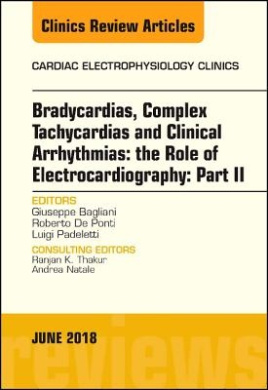 Clinics Review Articles
CARDIAC ELECTROPHYSIOLOGY CLINICS
Bradycardias, Complex
Tachycardias and Clinical
Arrhythmias: the Role of
Electrocardiography: Part II
EDITORS
Giuseppe Bagliani
Roberto De Ponti
Luigi Padeletti
CONSULTING EDITORS
Ranjan K. Thakur
Andrea Natale
JUNE 2018
reviews